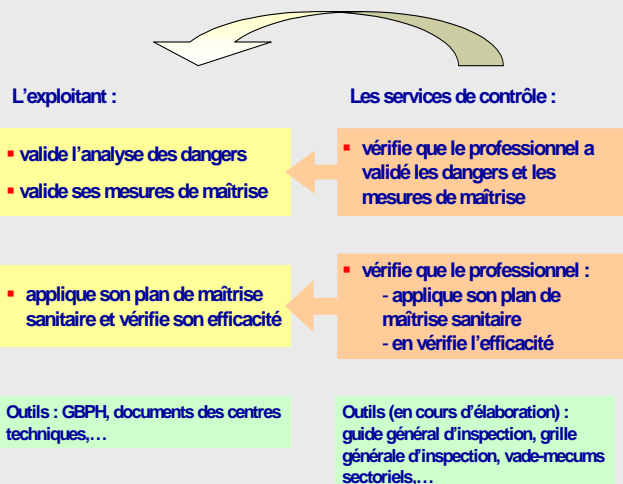 L'exploitant :
▪ valide l'analyse des dangers
▪ valide ses mesures de maîtrise
▪ applique son plan de maîtrise
sanitaire et vérifie son efficacité
Outils : GBPH, documents des centres
techniques,…
Les services de contrôle :
▪ vérifie que le professionnel a
validé les dangers et les
mesures de maîtrise
▪ vérifie que le professionnel :
- applique son plan de
maîtrise sanitaire
- en vérifie l'efficacité
Outils (en cours d'élaboration) :
guide général d'inspection, grille
générale d'inspection, vade-mecums
sectoriels,…